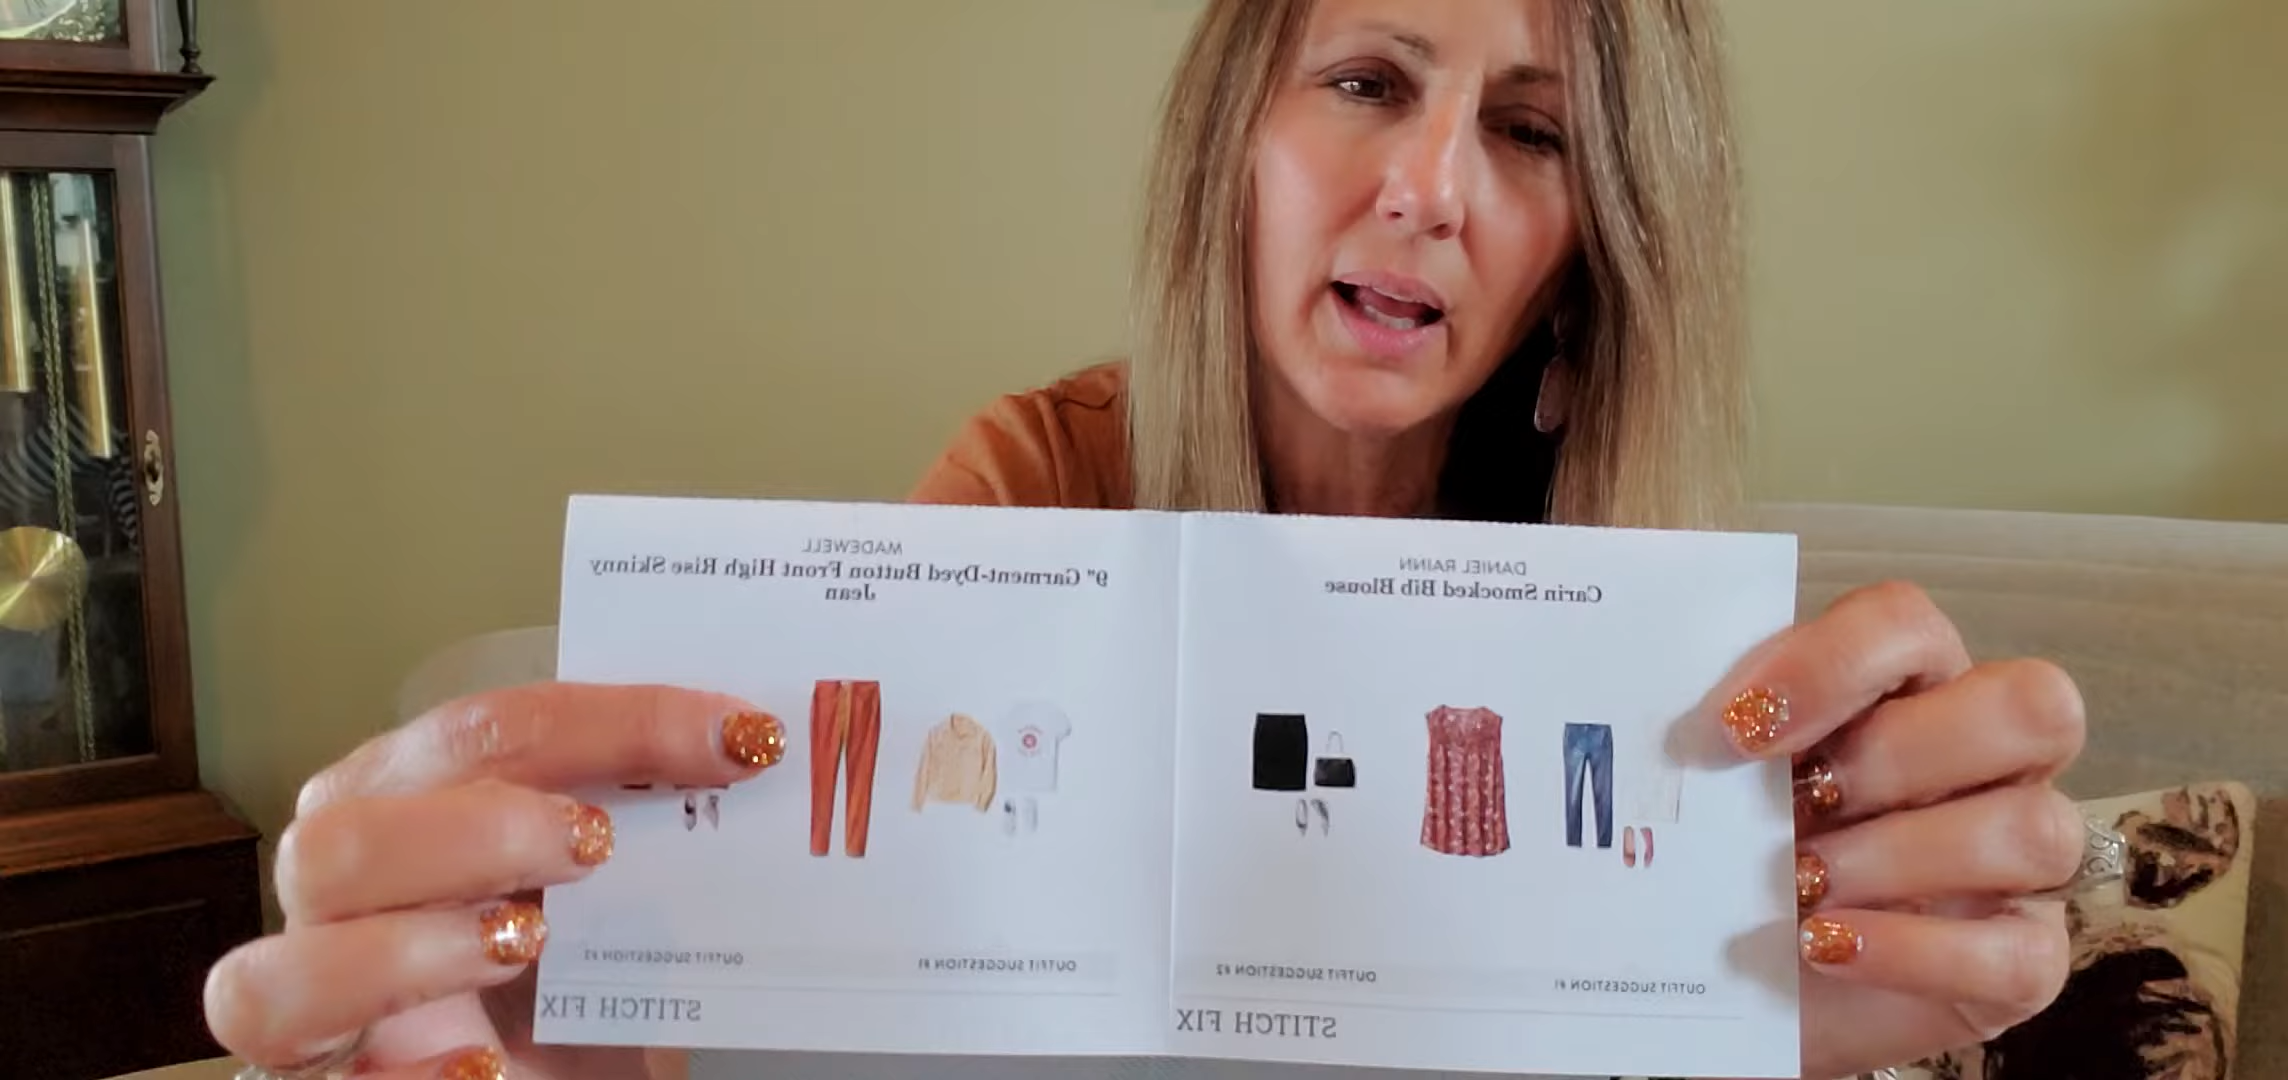 MADEWELL
9" Garment-Dyed Button Front High Rise Skinny
Jean
OUTFIT SUGGESTION #1
OUTFIT SUGGESTION #2
STITCH FIX
DANIEL RAINN
Carin Smocked Bib Blouse
OUTFIT SUGGESTION #1
OUTFIT SUGGESTION #2
STITCH FIX